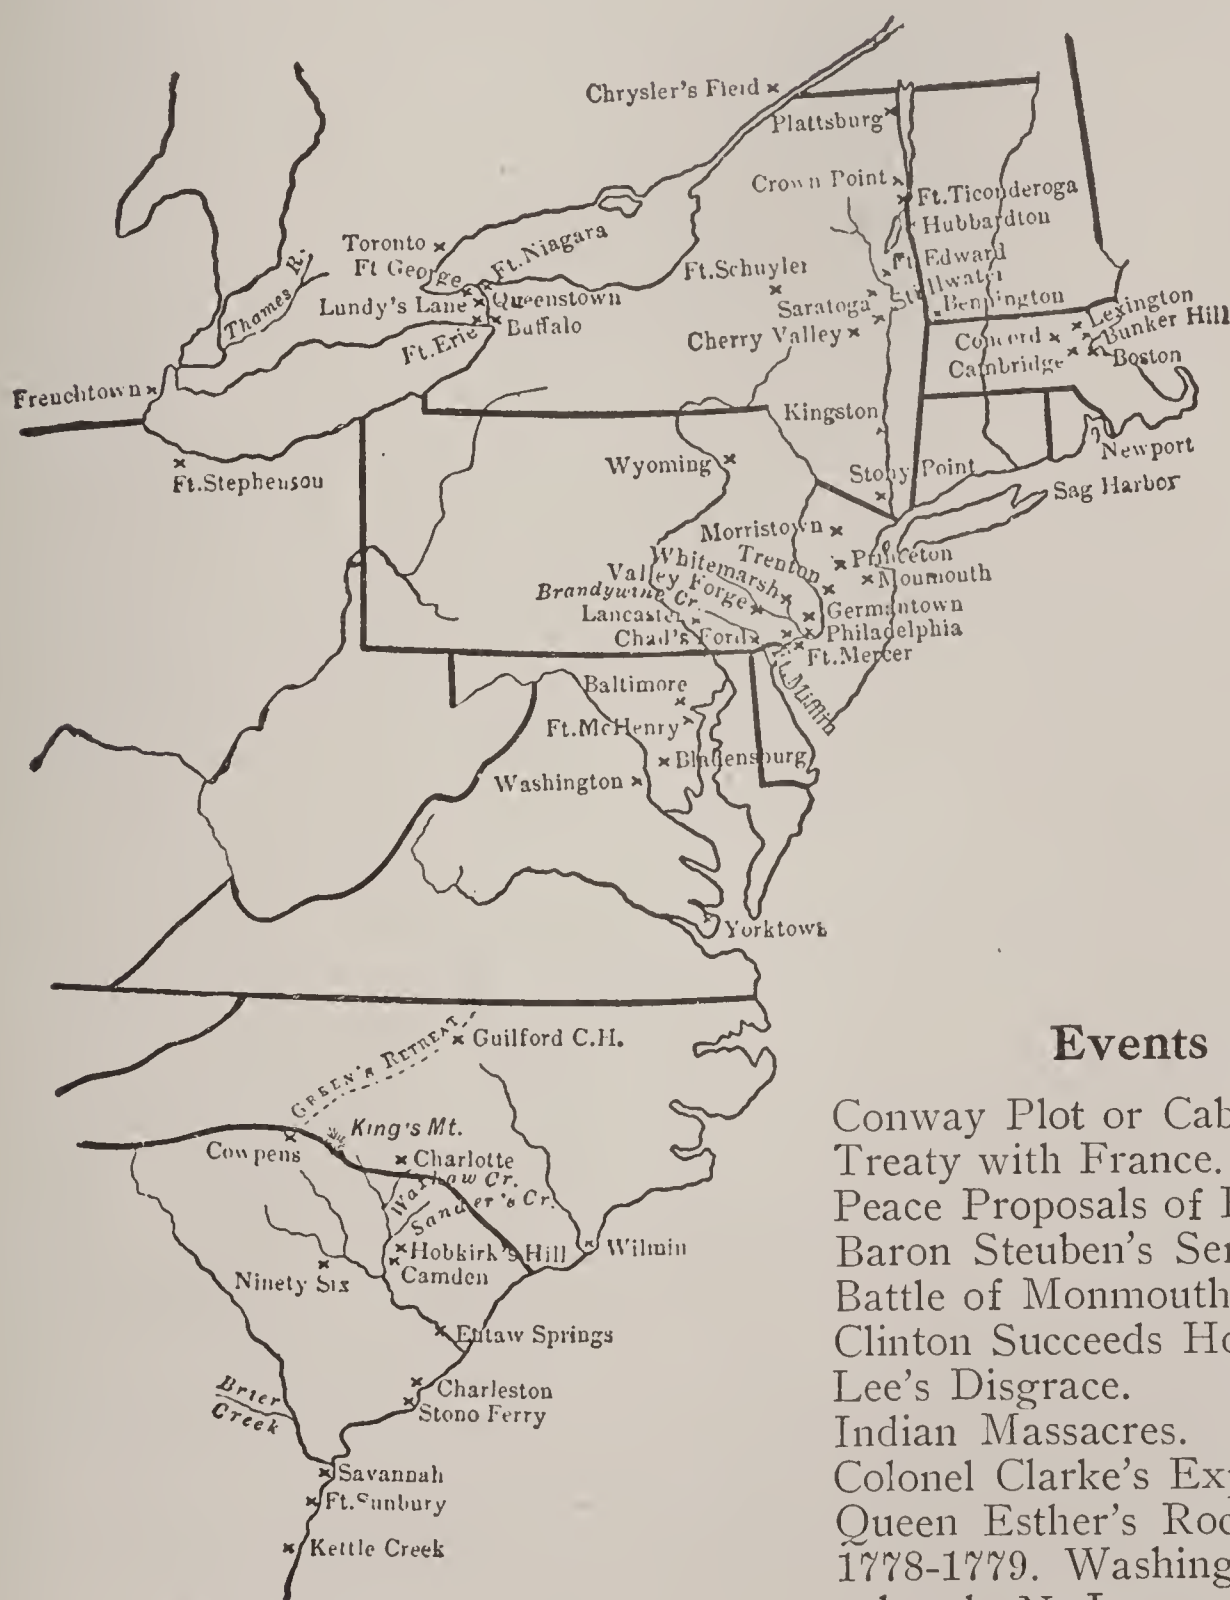 Chrysler's Field
Plattsburg
Crown Point
Ft.Ticonderoga
Hubbardton
Toronto
Ft George
Ft.Niagara
Thames R.
Ft. Edward
Ft.Schuyler
Stillwater
Lundy's Lane
Queenstown
Saratoga
Bennington
Lexington
Buffalo
Ft.Erie
Cherry Valley
Concord
Bunker Hill
Cambridge
Boston
Frenchtown
Kingston
Newport
Wyoming
Stony Point
Ft.Stephenson
Sag Harbor
Morristown
Princeton
Trenton
Whitemarsh
Monmouth
Valley Forge
Brandywine Cr.
Lancaster
Germantown
Chad's Ford
Philadelphia
Ft.Mercer
Ft.Mifflin
Baltimore
Ft.McHenry
Bladensburg
Washington
Yorktown
Guilford C.H.
GREEN'S RETREAT
King's Mt.
Cowpens
Charlotte
Waxhaw Cr.
Sander's Cr.
Hobkirk's Hill
Wilmin
Ninety Six
Camden
Eutaw Springs
Brier
Creek
Charleston
Stono Ferry
Savannah
Ft.Sunbury
Kettle Creek
Events
Conway Plot or Cab
Treaty with France.
Peace Proposals of
Baron Steuben's Ser
Battle of Monmouth
Clinton Succeeds Ho
Lee's Disgrace.
Indian Massacres.
Colonel Clarke's Exp
Queen Esther's Roc
1778-1779. Washing